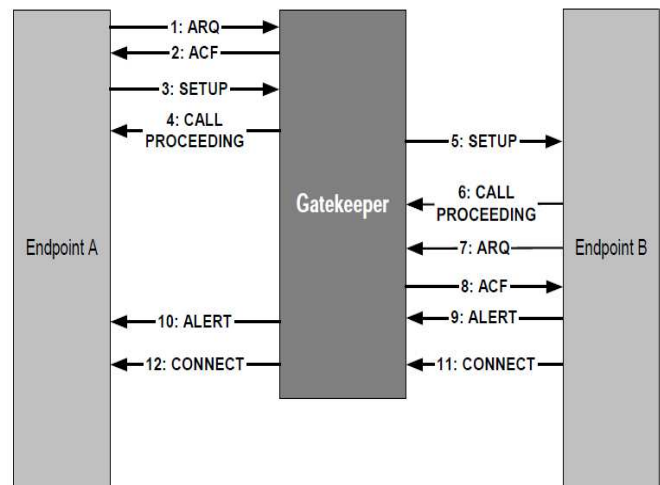 1: ARQ
2: ACF
3: SETUP
4: CALL
PROCEEDING
5: SETUP
6: CALL
PROCEEDING
Gatekeeper
Endpoint A
7: ARQ
Endpoint B
8: ACF
10: ALERT
9: ALERT
12: CONNECT
11: CONNECT